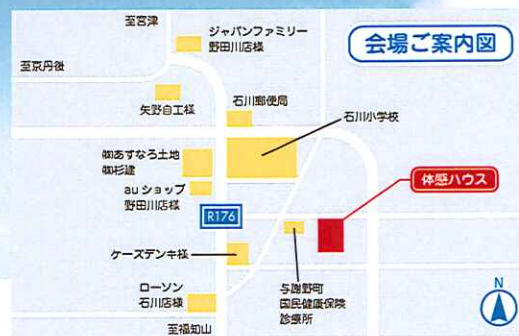 至宮津
ジャパンファミリー
野田川店様
会場ご案内図
至京丹後
矢野自工様
石川郵便局
石川小学校
㈱あすなろ土地
㈱杉建
体感ハウス
auショップ
野田川店様
R176
ケーズデンキ様
ローソン
石川店様
与謝野町
国民健康保険
診療所
至福知山
N